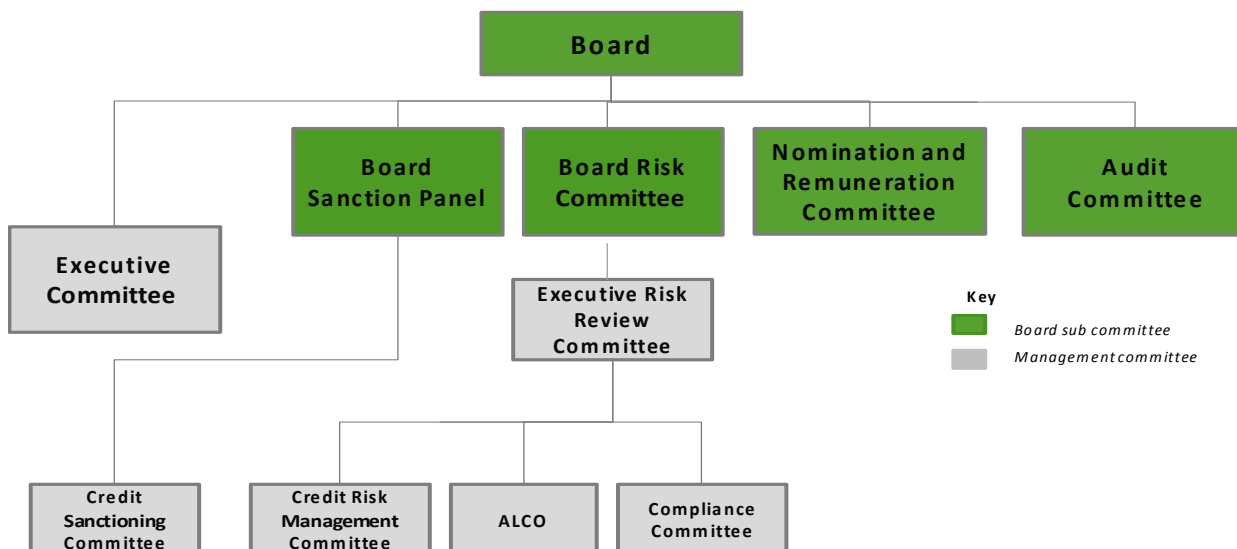 Board
Board
Sanction Panel
Board Risk
Committee
Nomination and
Remuneration
Committee
Audit
Committee
Executive
Committee
Executive Risk
Review
Committee
Key
Board sub committee
Management committee
Credit
Sanctioning
Committee
Credit Risk
Management
Committee
ALCO
Compliance
Committee